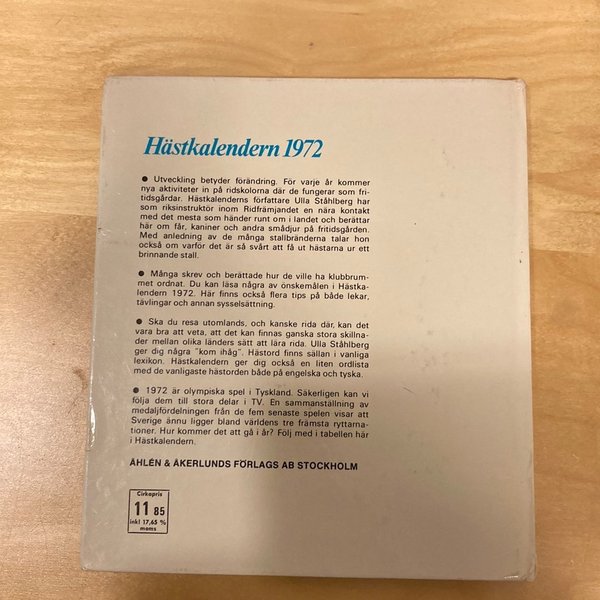 Hästkalendern 1972
● Utveckling betyder förändring. För varje år kommer
nya aktiviteter in på ridskolorna där de fungerar som fri-
tidsgårdar. Hästkalenderns författare Ulla Ståhlberg har
som riksinstruktör inom Ridfrämjandet en nära kontakt
med det mesta som händer runt om i landet och berättar
här om får, kaniner och andra smådjur på fritidsgården.
Med anledning av de många stallbränderna talar hon
också om varför det är så svårt att få ut hästarna ur ett
brinnande stall.
● Många skrev och berättade hur de ville ha klubbrum-
met ordnat. Du kan läsa några av önskemålen i Hästka-
lendern 1972. Här finns också flera tips på både lekar,
tävlingar och annan sysselsättning.
● Ska du resa utomlands, och kanske rida där, kan det
vara bra att veta, att det kan finnas ganska stora skillna-
der mellan olika länders sätt att lära rida. Ulla Ståhlberg
ger dig några "kom ihåg". Hästord finns sällan i vanliga
lexikon. Hästkalendern ger dig också en liten ordlista
med de vanligaste hästorden både på engelska och tyska.
● 1972 är olympiska spel i Tyskland. Säkerligen kan vi
följa dem till stora delar i TV. En sammanställning av
medaljfördelningen från de fem senaste spelen visar att
Sverige ännu ligger bland världens tre främsta ryttarna-
tioner. Hur kommer det att gå i år? Följ med i tabellen här
i Hästkalendern.
ÅHLÉN & ÅKERLUNDS FÖRLAGS AB STOCKHOLM
Cirkapris
11 85
inkl 17,65 %
moms